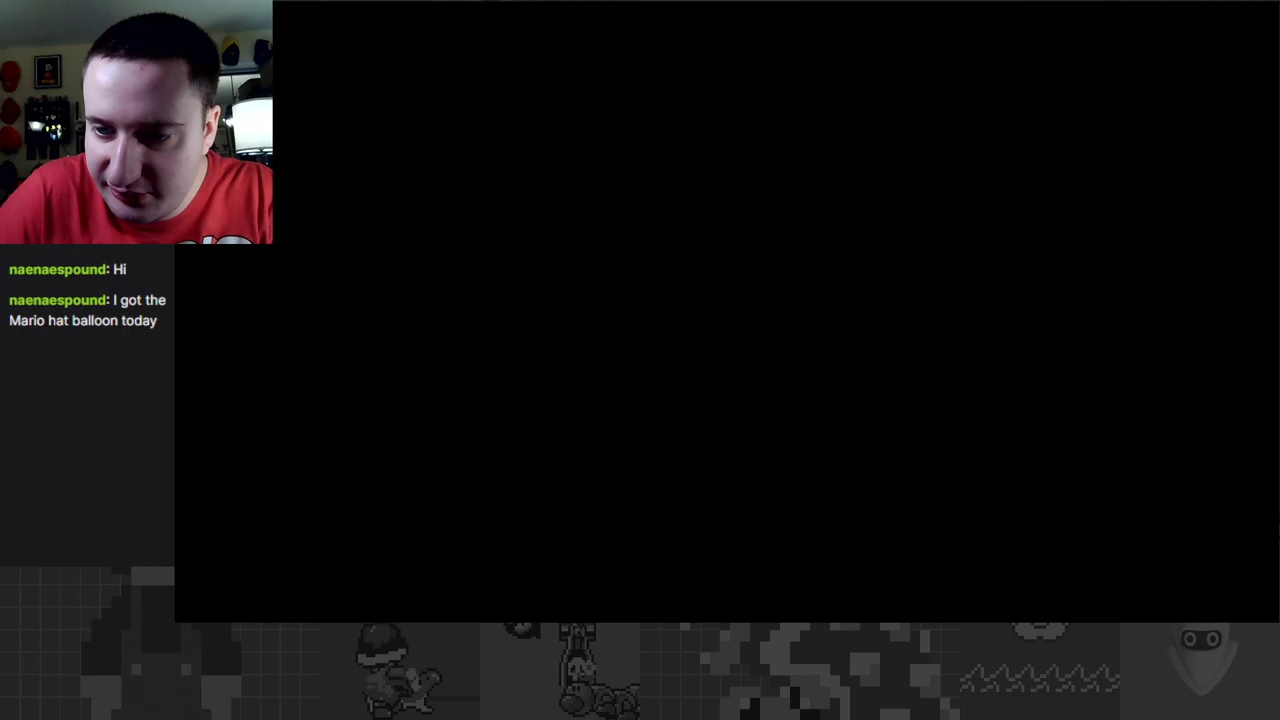 naenaespound: Hi
naenaespound: I got the
Mario hat balloon today